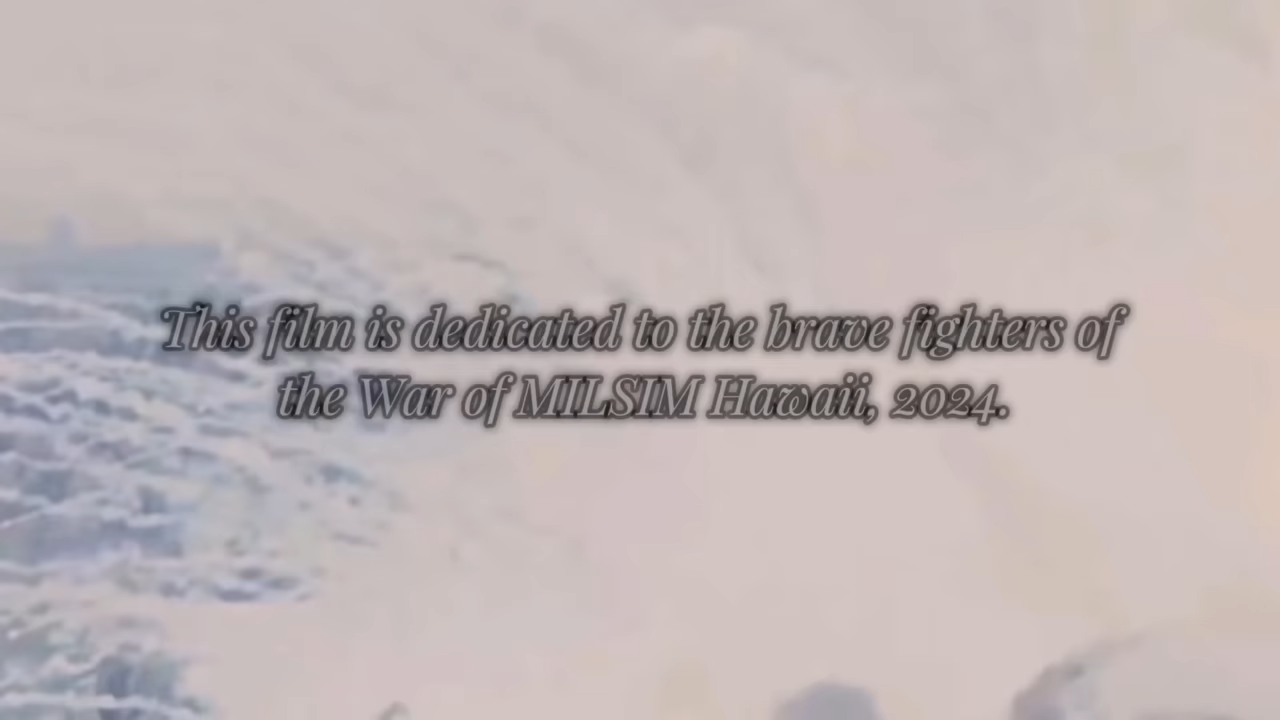 This film is dedicated to the brave fighters of
the War of MILSIM Hawaii, 2024.